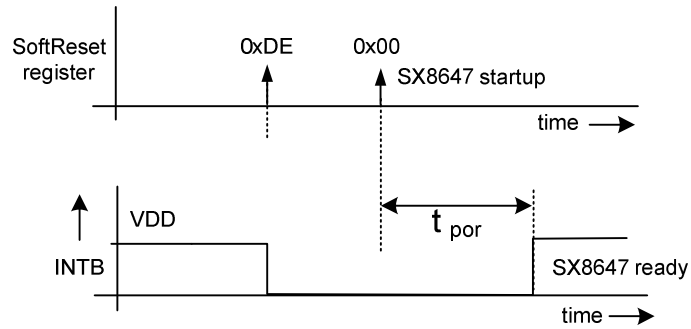 SoftReset
register
0xDE
0x00
SX8647 startup
time
VDD
t por
INTB
SX8647 ready
time